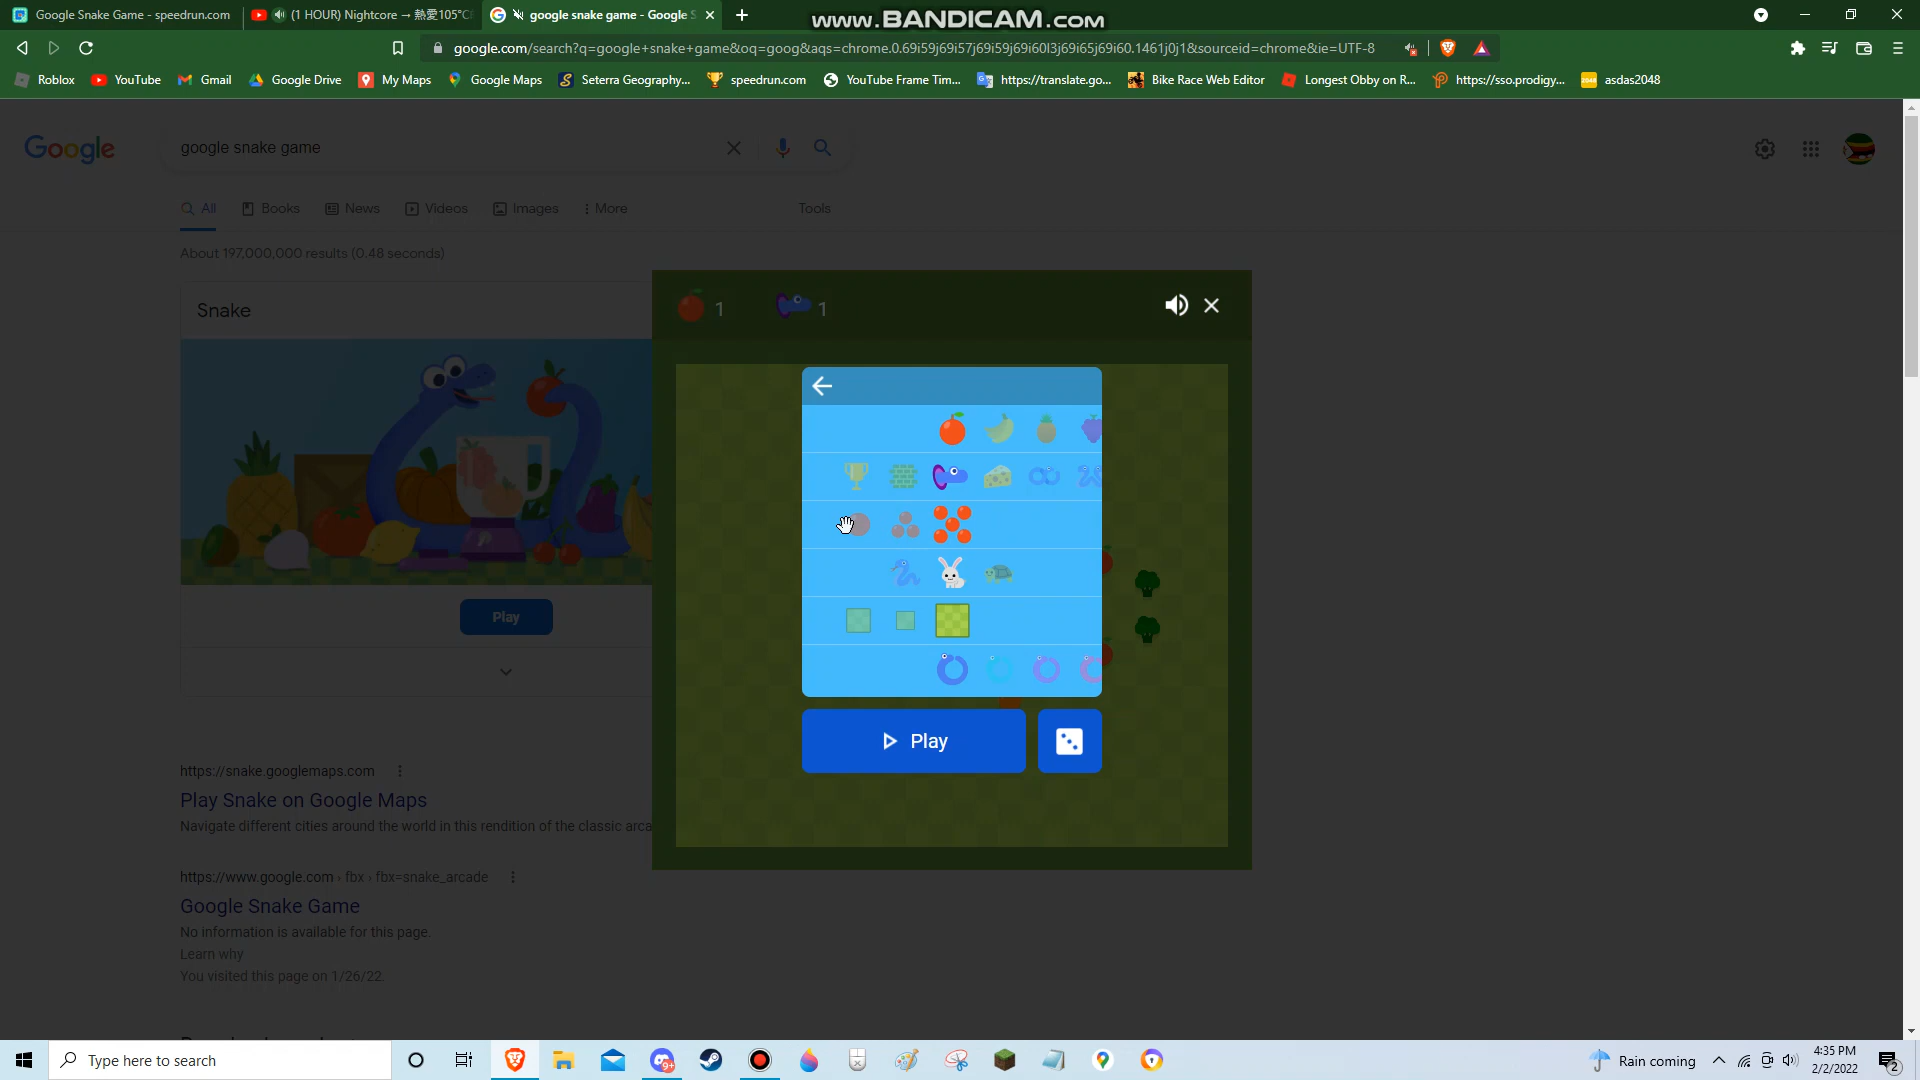 Google Snake Game - speedrun.com
(1 HOUR) Nightcore → 熱愛105°C
google snake game - Google S
www.BANDICAM.com
google.com/search?q=google+snake+game&oq=goog&aqs=chrome.0.69i59j69i57j69i59j69i60l3j69i65j69i60.1461j0j1&sourceid=chrome&ie=UTF-8
Roblox
YouTube
Gmail
Google Drive
My Maps
Google Maps
Seterra Geography...
speedrun.com
YouTube Frame Tim...
https://translate.go...
Bike Race Web Editor
Longest Obby on R...
https://sso.prodigy...
asdas2048
Google
google snake game
All
Books
News
Videos
Images
More
Tools
About 197,000,000 results (0.48 seconds)
Snake
1
1
Play
Play
https://snake.googlemaps.com
Play Snake on Google Maps
Navigate different cities around the world in this rendition of the classic arca
https://www.google.com › fbx › fbx=snake_arcade
Google Snake Game
No information is available for this page.
Learn why
You visited this page on 1/26/22.
Type here to search
9+
Rain coming
4:35 PM
2/2/2022
2